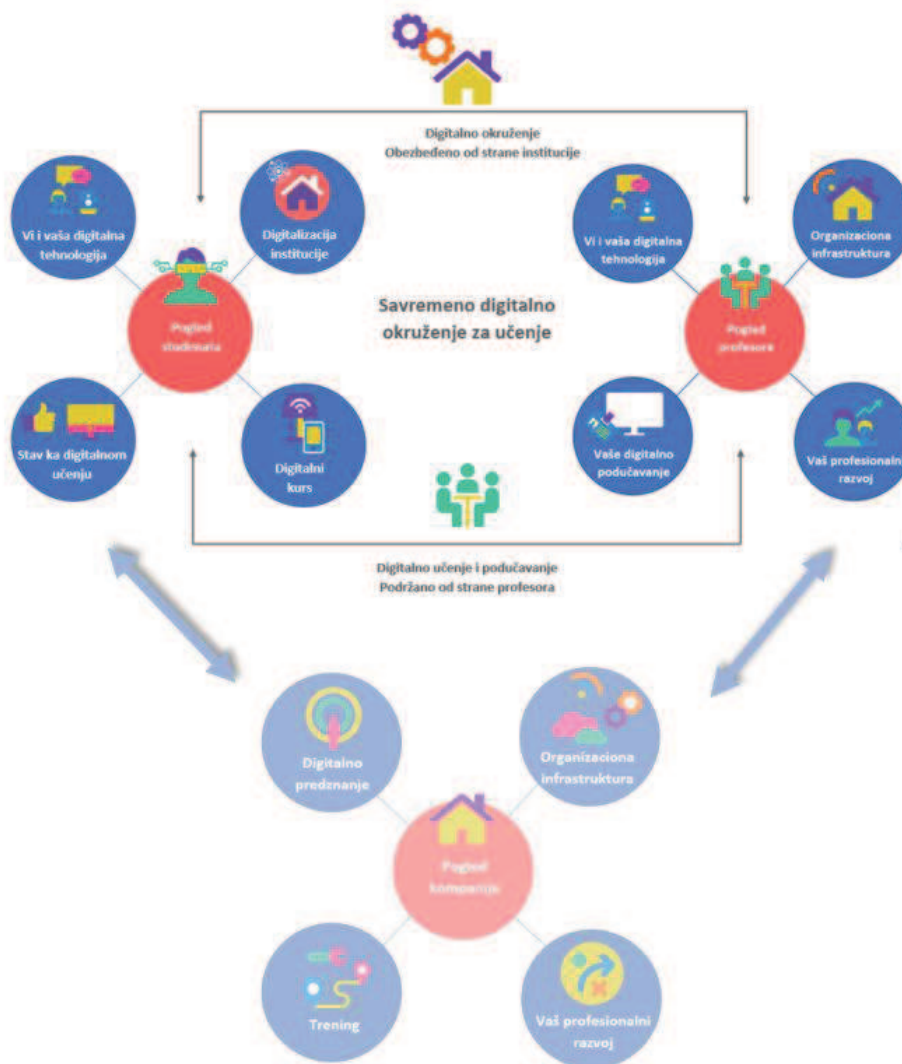 Digitalno okruženje
Obezbeđeno od strane institucije
Vi i vaša digitalna
tehnologija
Digitalizacija
institucije
Pogled
studenata
Stav ka digitalnom
učenju
Digitalni
kurs
Savremeno digitalno
okruženje za učenje
Vi i vaša digitalna
tehnologija
Organizaciona
infrastruktura
Pogled
profesora
Vaše digitalno
podučavanje
Vaš profesionalni
razvoj
Digitalno učenje i podučavanje
Podržano od strane profesora
Digitalno
predznanje
Organizaciona
infrastruktura
Pogled
kompanije
Trening
Vaš profesionalni
razvoj